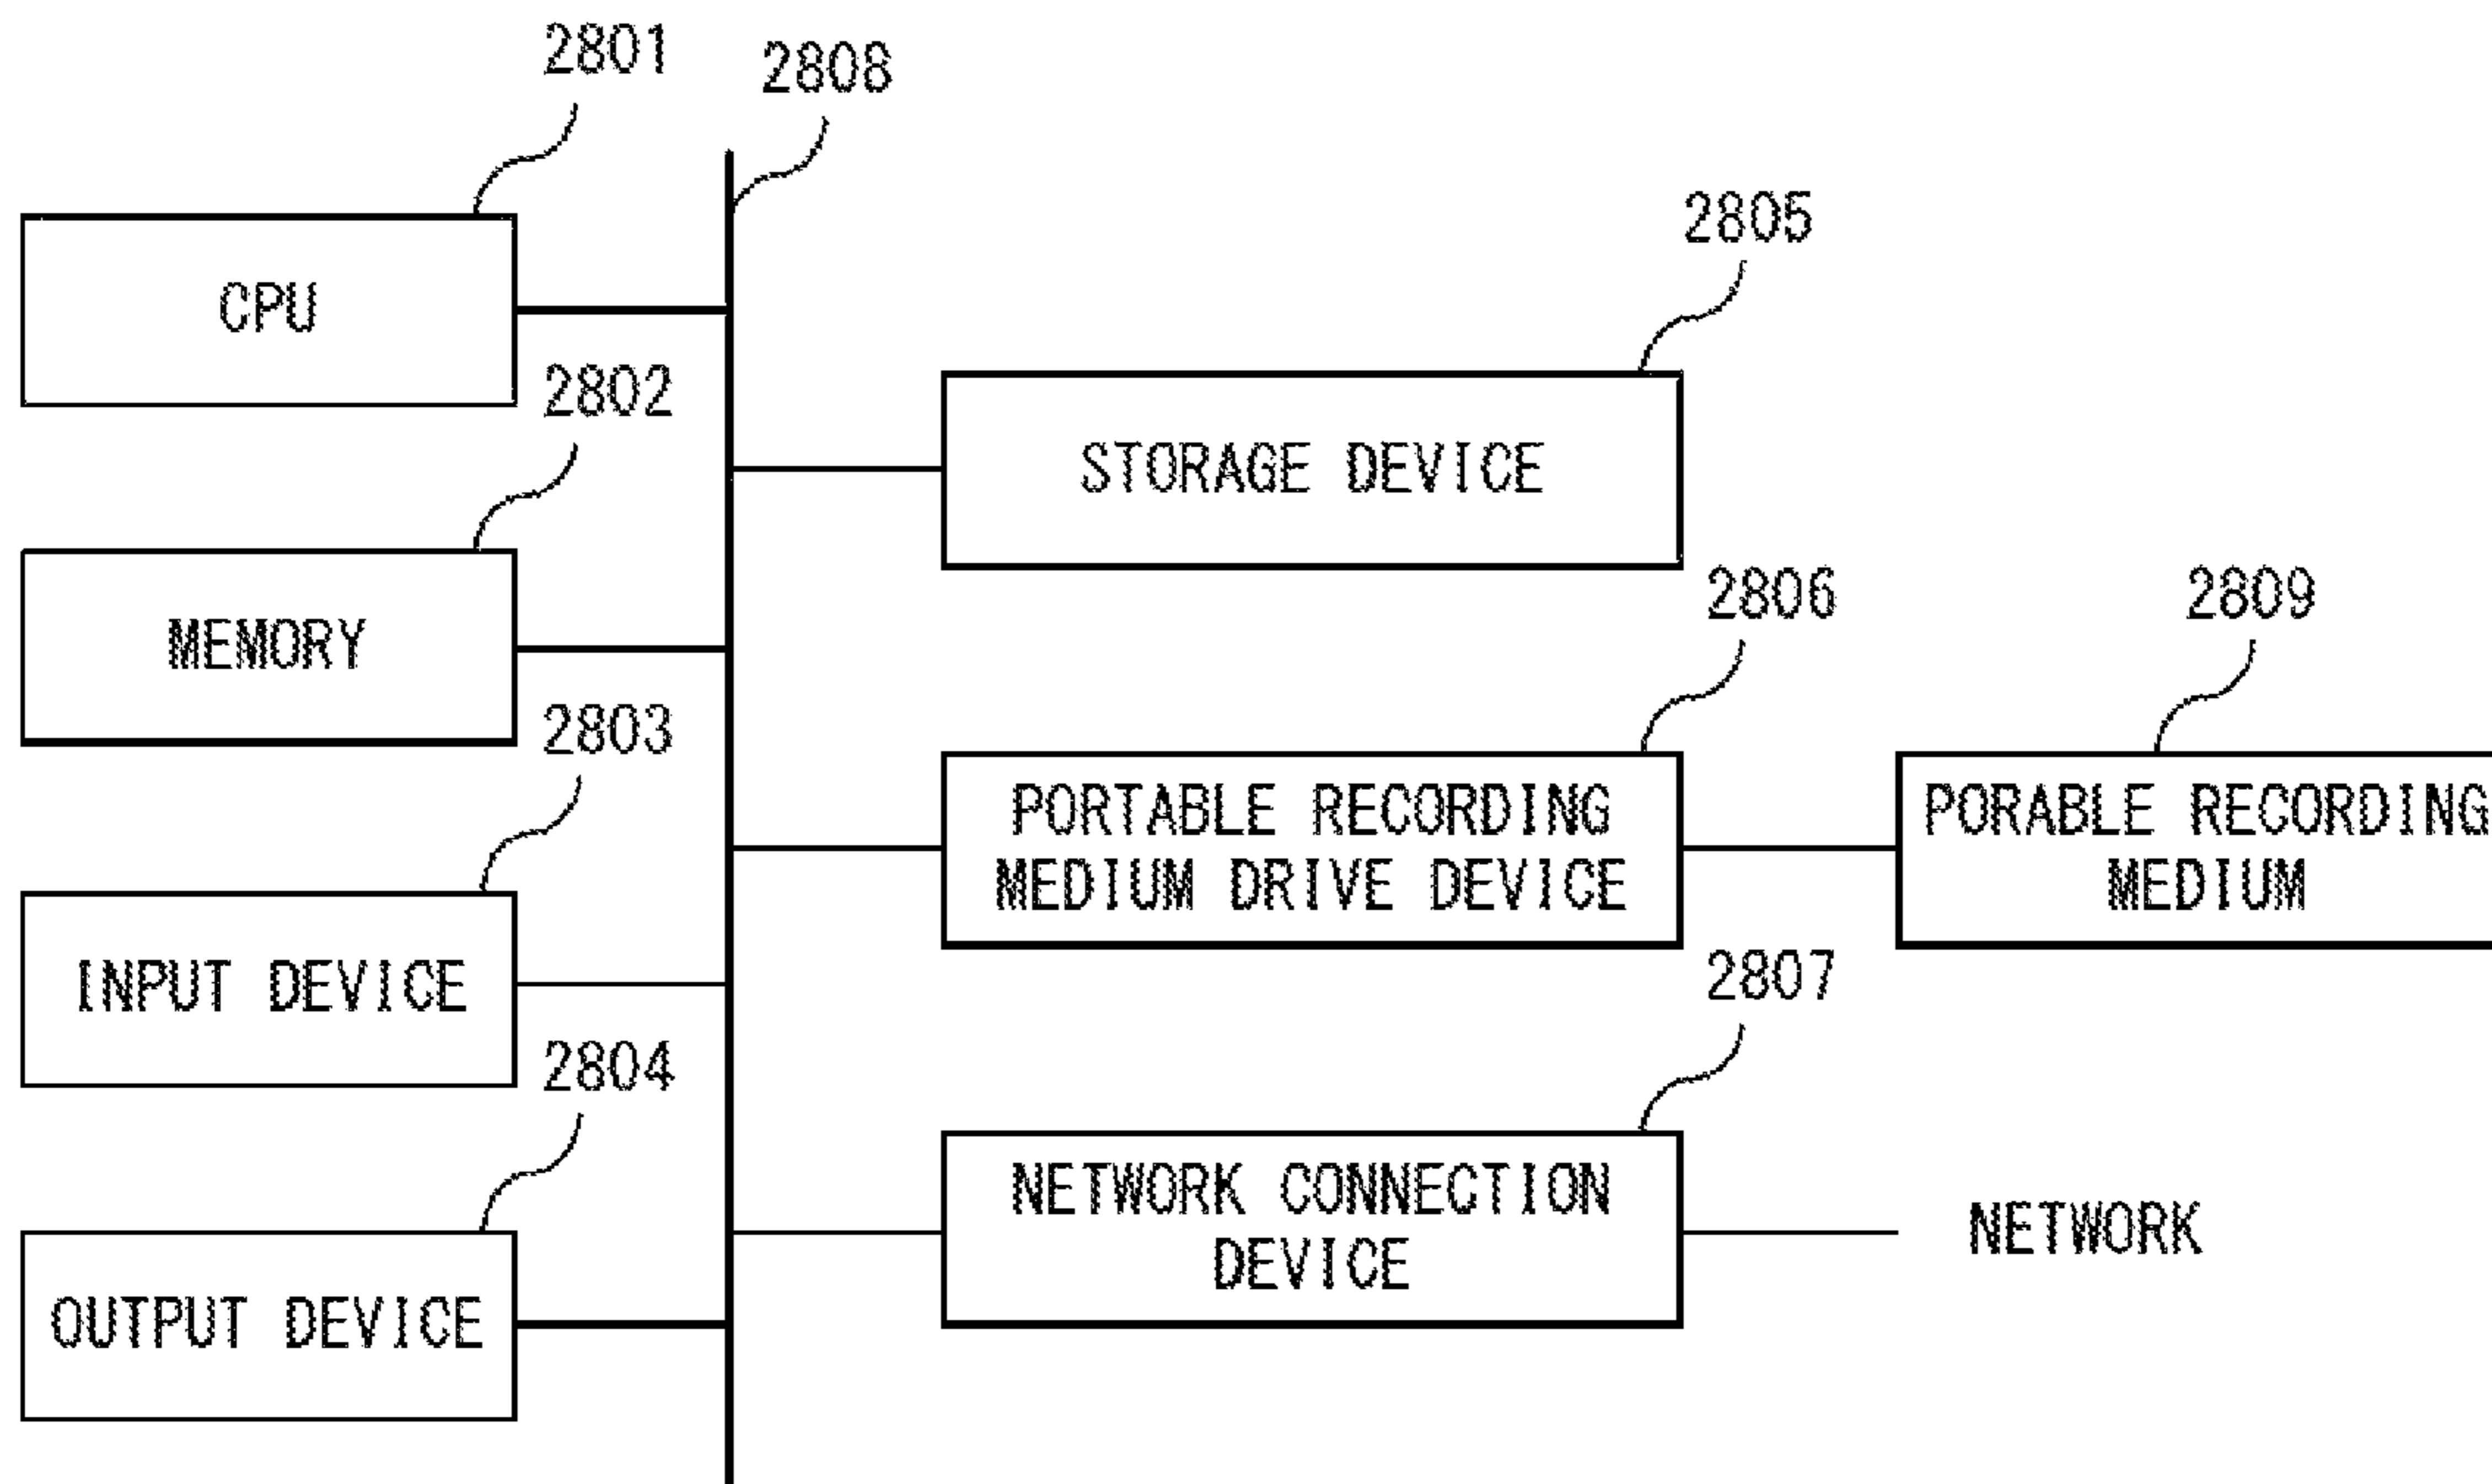 2801
2808
CPU
2805
2802
STORAGE DEVICE
MEMORY
2806
2809
2803
PORTABLE RECORDING
MEDIUM DRIVE DEVICE
PORABLE RECORDING
MEDIUM
INPUT DEVICE
2807
2804
NETWORK CONNECTION
DEVICE
NETWORK
OUTPUT DEVICE